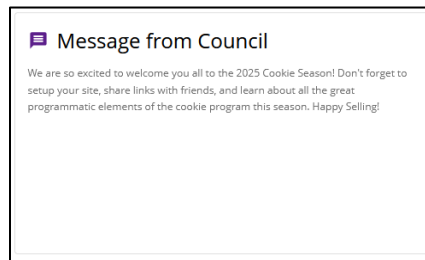 Message from Council
We are so excited to welcome you all to the 2025 Cookie Season! Don't forget to
setup your site, share links with friends, and learn about all the great
programmatic elements of the cookie program this season. Happy Selling!